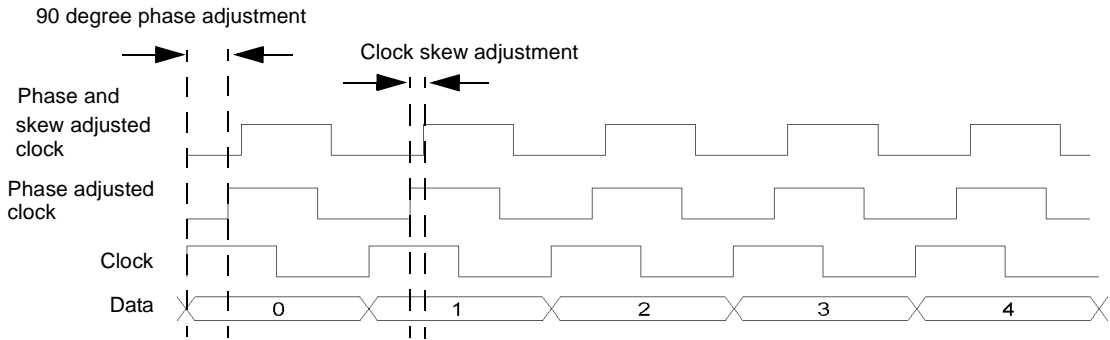 90 degree phase adjustment
Clock skew adjustment
Phase and
skew adjusted
clock
Phase adjusted
clock
Clock
Data
0 1 2 3 4